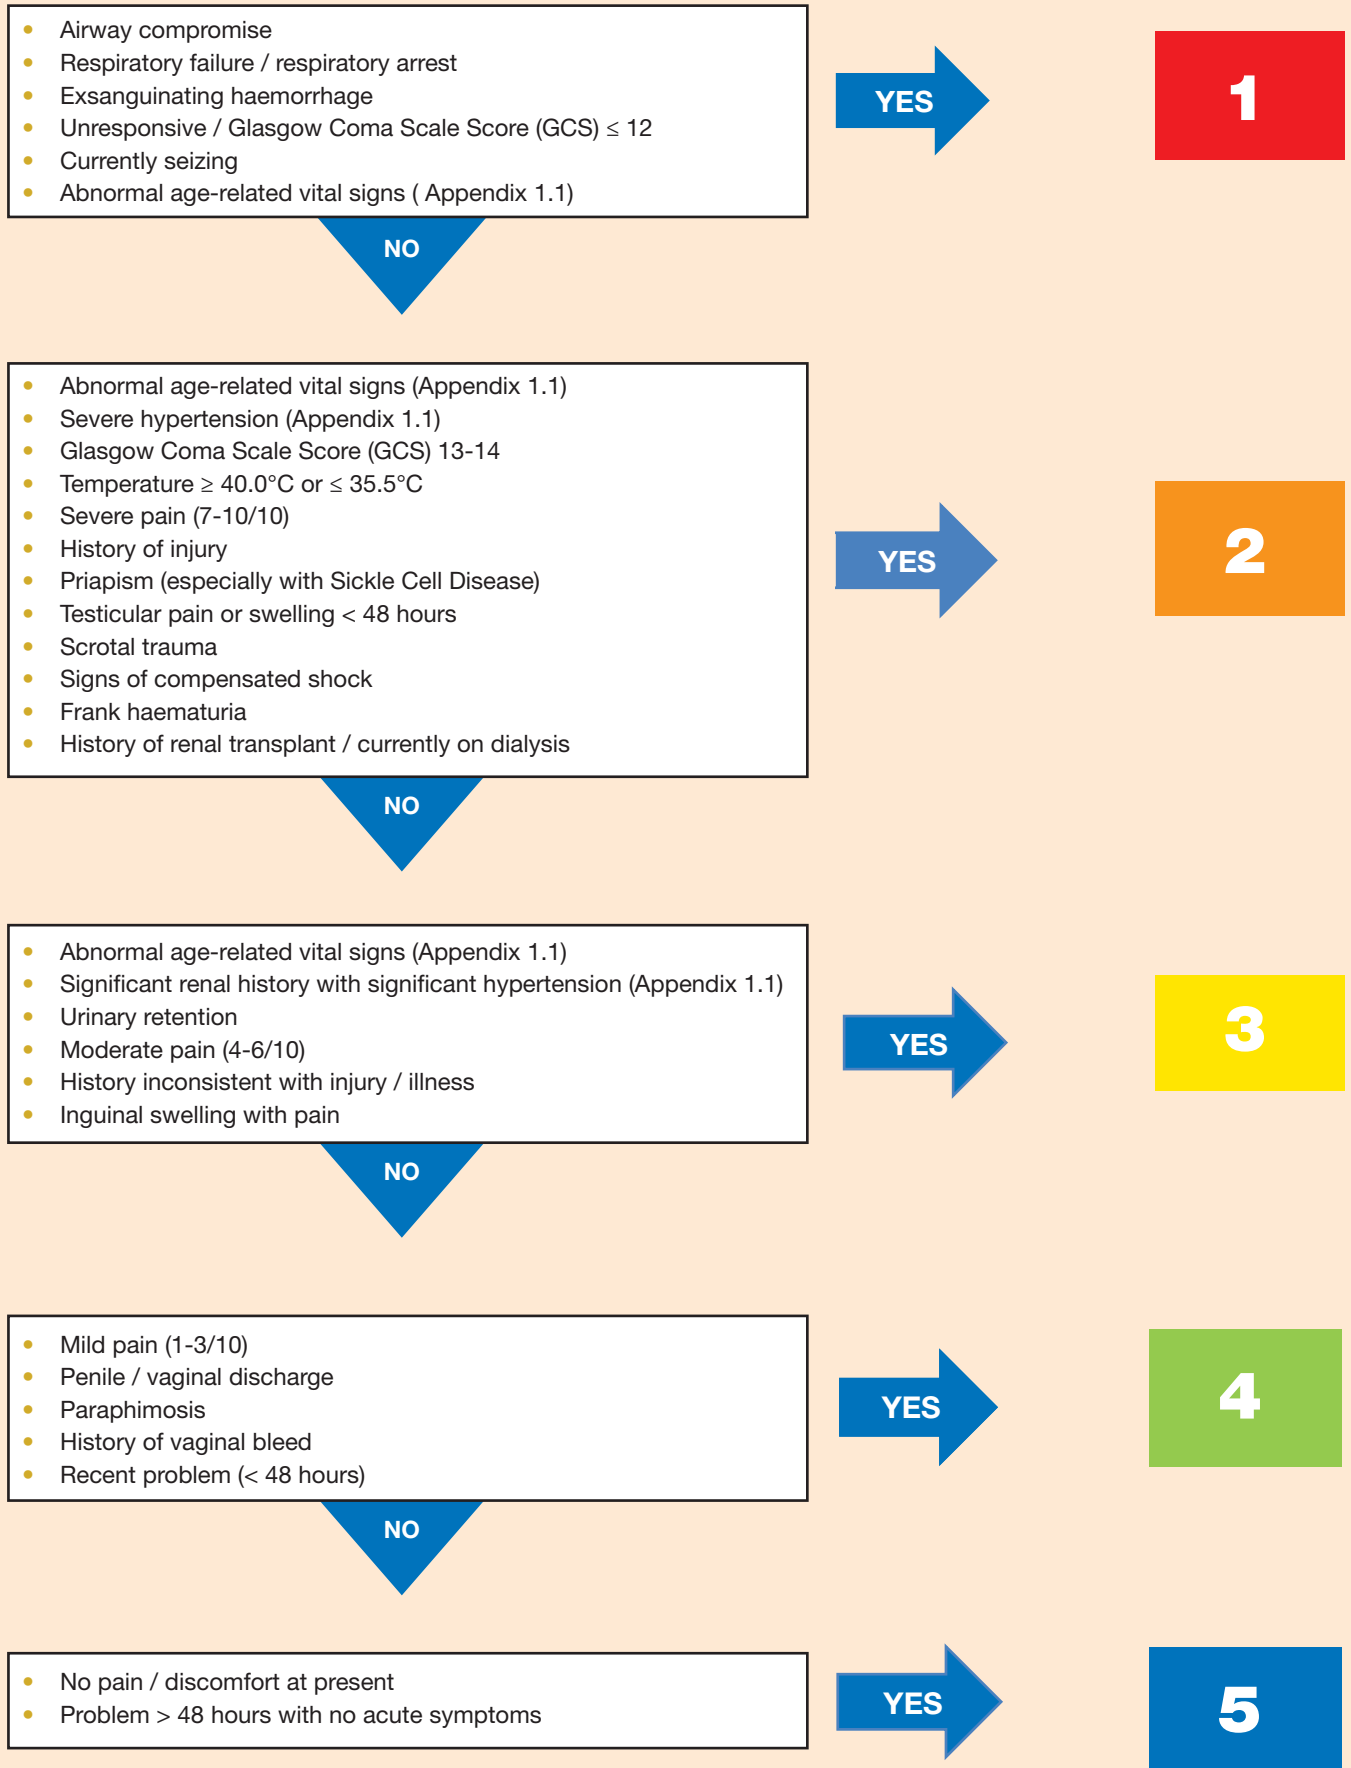 • Airway compromise
• Respiratory failure / respiratory arrest
• Exsanguinating haemorrhage
• Unresponsive / Glasgow Coma Scale Score (GCS) ≤ 12
• Currently seizing
• Abnormal age-related vital signs ( Appendix 1.1)
YES
1
NO
• Abnormal age-related vital signs (Appendix 1.1)
• Severe hypertension (Appendix 1.1)
• Glasgow Coma Scale Score (GCS) 13-14
• Temperature ≥ 40.0°C or ≤ 35.5°C
• Severe pain (7-10/10)
• History of injury
• Priapism (especially with Sickle Cell Disease)
• Testicular pain or swelling < 48 hours
• Scrotal trauma
• Signs of compensated shock
• Frank haematuria
• History of renal transplant / currently on dialysis
YES
2
NO
• Abnormal age-related vital signs (Appendix 1.1)
• Significant renal history with significant hypertension (Appendix 1.1)
• Urinary retention
• Moderate pain (4-6/10)
• History inconsistent with injury / illness
• Inguinal swelling with pain
YES
3
NO
• Mild pain (1-3/10)
• Penile / vaginal discharge
• Paraphimosis
• History of vaginal bleed
• Recent problem (< 48 hours)
YES
4
NO
• No pain / discomfort at present
• Problem > 48 hours with no acute symptoms
YES
5